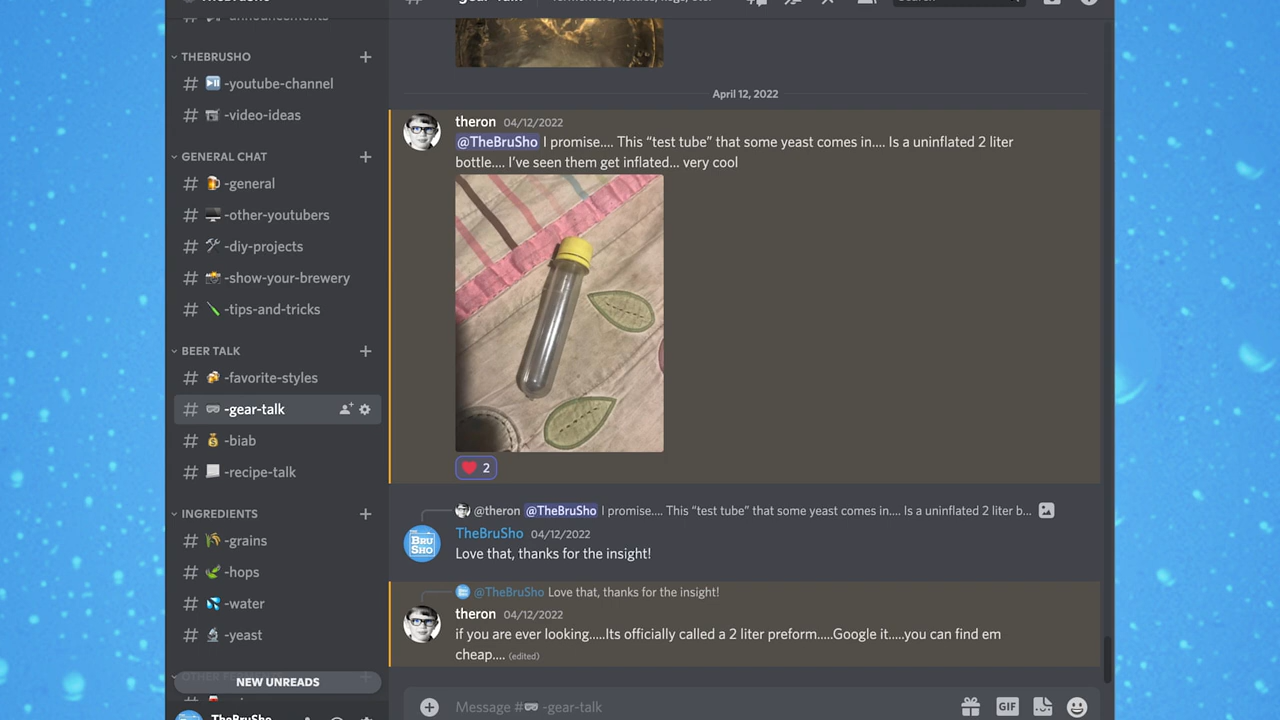 -announcements
THEBRUSHO
-youtube-channel
-video-ideas
GENERAL CHAT
-general
-other-youtubers
-diy-projects
-show-your-brewery
-tips-and-tricks
BEER TALK
-favorite-styles
-gear-talk
-biab
-recipe-talk
INGREDIENTS
-grains
-hops
-water
-yeast
NEW UNREADS
TheBruSho
April 12, 2022
theron 04/12/2022
@TheBruSho I promise.... This “test tube” that some yeast comes in.... Is a uninflated 2 liter
bottle.... I’ve seen them get inflated... very cool
2
@theron @TheBruSho I promise.... This “test tube” that some yeast comes in.... Is a uninflated 2 liter b...
THE
BRU
SHO
TheBruSho 04/12/2022
Love that, thanks for the insight!
@TheBruSho Love that, thanks for the insight!
theron 04/12/2022
if you are ever looking.....Its officially called a 2 liter preform.....Google it.....you can find em
cheap.... (edited)
Message # -gear-talk
GIF